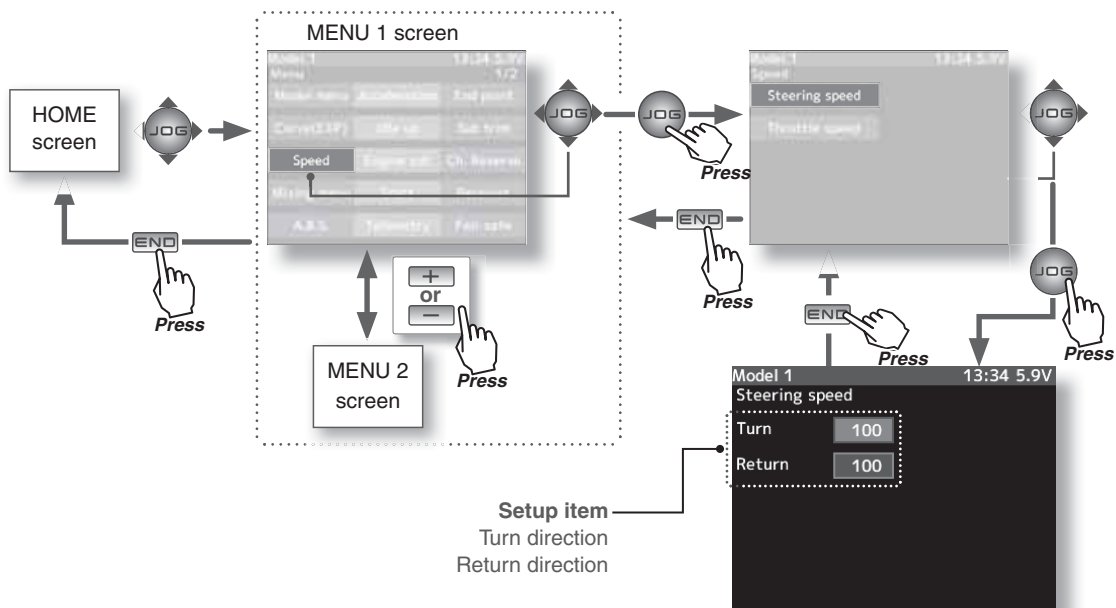 MENU 1 screen
HOME
screen
JOG
Model:1 13:34 5.9V
Menu 1/2
Model menu Acceleration End point
Curve(EXP) Idle up Sub trim
Speed Engine cut Ch. Reverse
Mixing menu
A.B.S. Telemetry Fail safe
JOG
JOG
Press
Model:1 13:34 5.9V
Speed
Steering speed
Throttle speed
JOG
END
Press
END
Press
+
or
−
Press
MENU 2
screen
END
Press
JOG
Press
Model 1 13:34 5.9V
Steering speed
Turn 100
Return 100
Setup item
Turn direction
Return direction